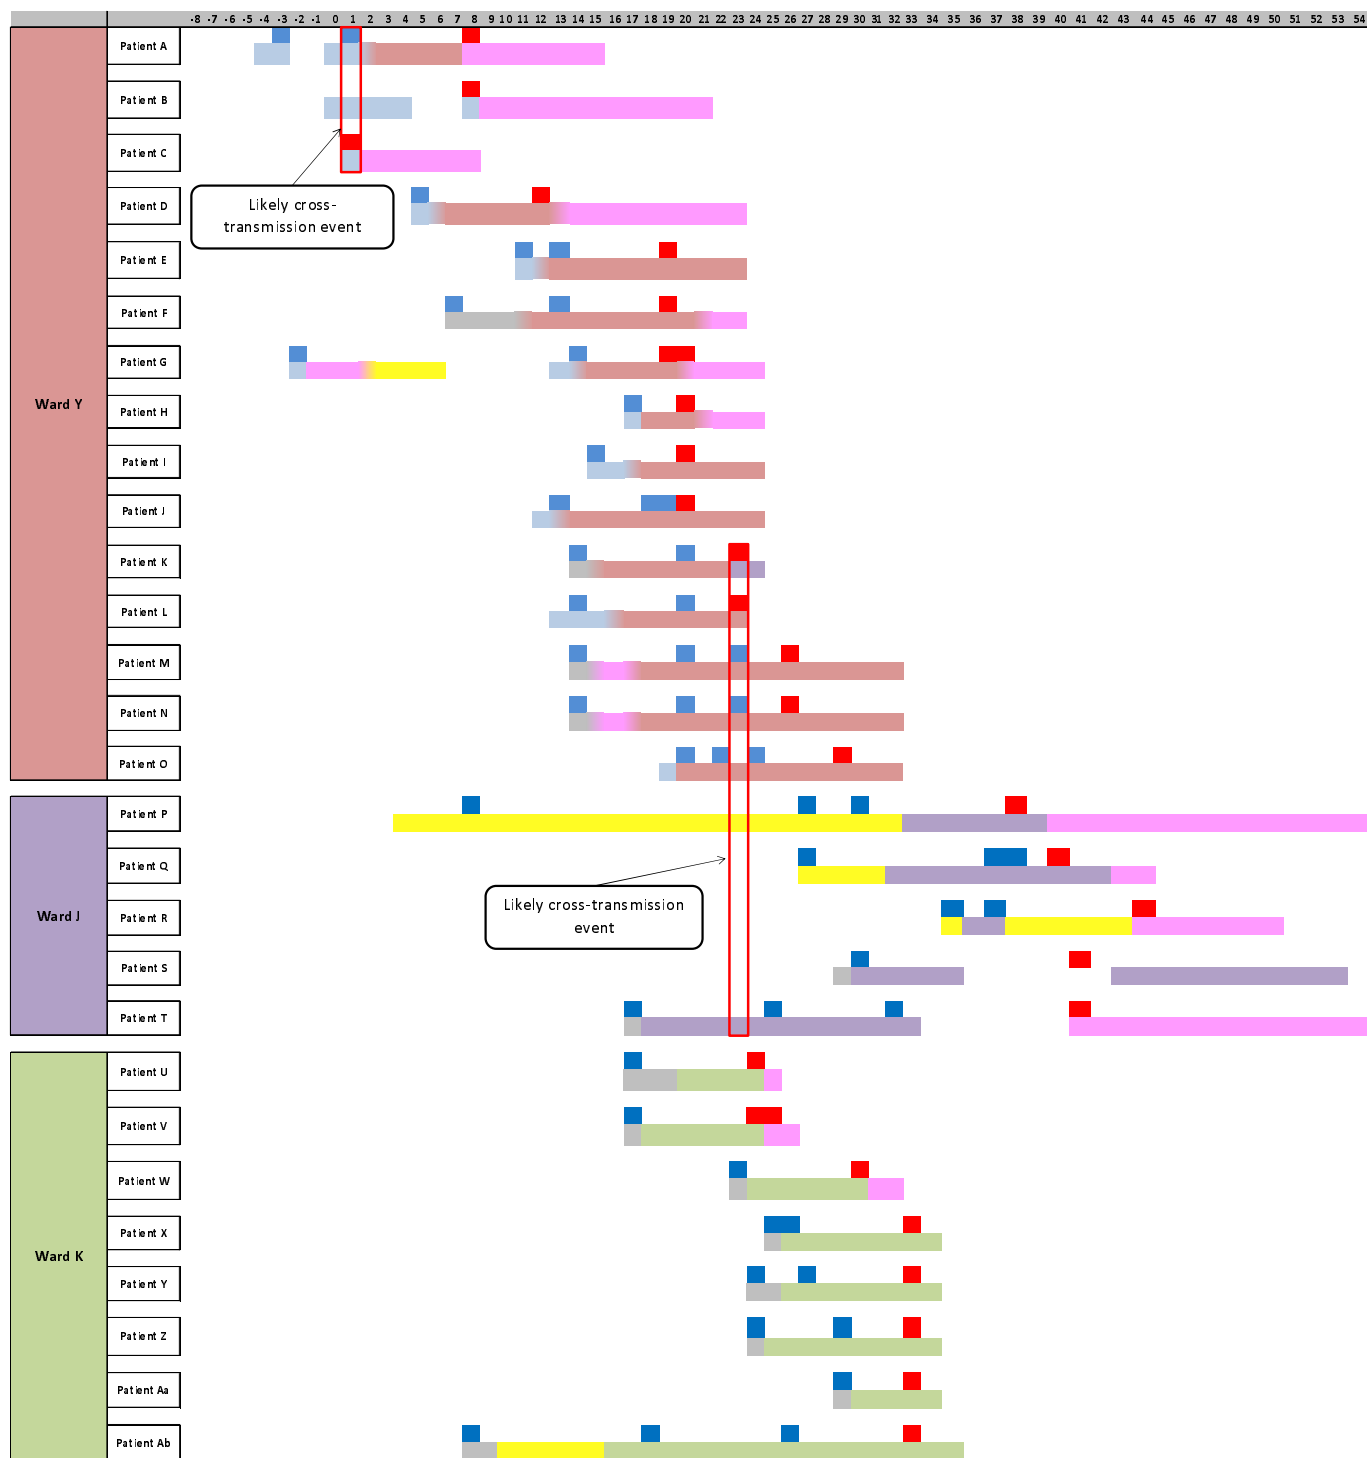 -8 -7 -6 -5 -4 -3 -2 -1 0 1 2 3 4 5 6 7 8 9 10 11 12 13 14 15 16 17 18 19 20 21 22 23 24 25 26 27 28 29 30 31 32 33 34 35 36 37 38 39 40 41 42 43 44 45 46 47 48 49 50 51 52 53 54
Patient A
Patient B
Patient C
Patient D
Likely cross-
transmission event
Patient E
Patient F
Patient G
Ward Y
Patient H
Patient I
Patient J
Patient K
Patient L
Patient M
Patient N
Patient O
Patient P
Patient Q
Likely cross-transmission
event
Ward J
Patient R
Patient S
Patient T
Patient U
Patient V
Patient W
Patient X
Ward K
Patient Y
Patient Z
Patient Aa
Patient Ab